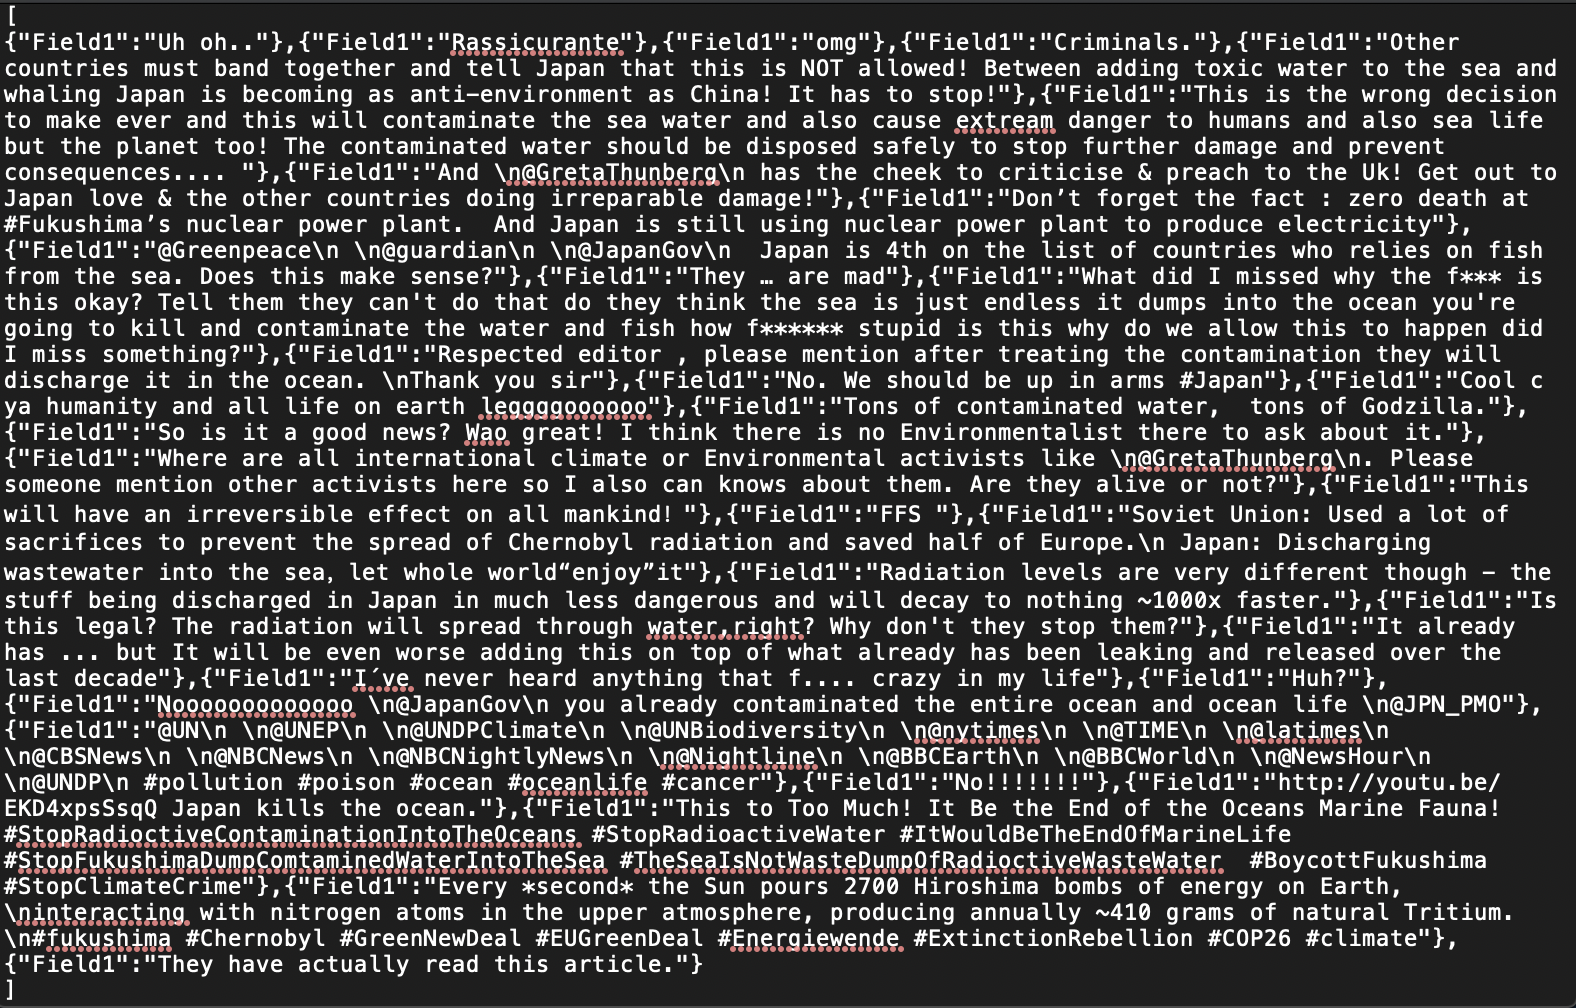 [
{"Field1":"Uh oh.."},{"Field1":"Rassicurante"},{"Field1":"omg"},{"Field1":"Criminals."},{"Field1":"Other
countries must band together and tell Japan that this is NOT allowed! Between adding toxic water to the sea and
whaling Japan is becoming as anti-environment as China! It has to stop!"},{"Field1":"This is the wrong decision
to make ever and this will contaminate the sea water and also cause extream danger to humans and also sea life
but the planet too! The contaminated water should be disposed safely to stop further damage and prevent
consequences.... "},{"Field1":"And \n@GretaThunberg\n has the cheek to criticise & preach to the Uk! Get out to
Japan love & the other countries doing irreparable damage!"},{"Field1":"Don’t forget the fact : zero death at
#Fukushima’s nuclear power plant.  And Japan is still using nuclear power plant to produce electricity"},
{"Field1":"@Greenpeace\n \n@guardian\n \n@JapanGov\n  Japan is 4th on the list of countries who relies on fish
from the sea. Does this make sense?"},{"Field1":"They … are mad"},{"Field1":"What did I missed why the f*** is
this okay? Tell them they can't do that do they think the sea is just endless it dumps into the ocean you're
going to kill and contaminate the water and fish how f****** stupid is this why do we allow this to happen did
I miss something?"},{"Field1":"Respected editor , please mention after treating the contamination they will
discharge it in the ocean. \nThank you sir"},{"Field1":"No. We should be up in arms #Japan"},{"Field1":"Cool c
ya humanity and all life on earth leggggoooooo"},{"Field1":"Tons of contaminated water,  tons of Godzilla."},
{"Field1":"So is it a good news? Wao great! I think there is no Environmentalist there to ask about it."},
{"Field1":"Where are all international climate or Environmental activists like \n@GretaThunberg\n. Please
someone mention other activists here so I also can knows about them. Are they alive or not?"},{"Field1":"This
will have an irreversible effect on all mankind! "},{"Field1":"FFS "},{"Field1":"Soviet Union: Used a lot of
sacrifices to prevent the spread of Chernobyl radiation and saved half of Europe.\n Japan: Discharging
wastewater into the sea, let whole world“enjoy”it"},{"Field1":"Radiation levels are very different though – the
stuff being discharged in Japan in much less dangerous and will decay to nothing ~1000x faster."},{"Field1":"Is
this legal? The radiation will spread through water,right? Why don't they stop them?"},{"Field1":"It already
has ... but It will be even worse adding this on top of what already has been leaking and released over the
last decade"},{"Field1":"I´ve never heard anything that f.... crazy in my life"},{"Field1":"Huh?"},
{"Field1":"Nooooooooooooo \n@JapanGov\n you already contaminated the entire ocean and ocean life \n@JPN_PMO"},
{"Field1":"@UN\n \n@UNEP\n \n@UNDPClimate\n \n@UNBiodiversity\n \n@nytimes\n \n@TIME\n \n@latimes\n
\n@CBSNews\n \n@NBCNews\n \n@NBCNightlyNews\n \n@Nightline\n \n@BBCEarth\n \n@BBCWorld\n \n@NewsHour\n
\n@UNDP\n #pollution #poison #ocean #oceanlife #cancer"},{"Field1":"No!!!!!!!"},{"Field1":"http://youtu.be/
EKD4xpsSsqQ Japan kills the ocean."},{"Field1":"This to Too Much! It Be the End of the Oceans Marine Fauna!
#StopRadioctiveContaminationIntoTheOceans #StopRadioactiveWater #ItWouldBeTheEndOfMarineLife
#StopFukushimaDumpComtaminedWaterIntoTheSea #TheSeaIsNotWasteDumpOfRadioctiveWasteWater  #BoycottFukushima
#StopClimateCrime"},{"Field1":"Every *second* the Sun pours 2700 Hiroshima bombs of energy on Earth,
\ninteracting with nitrogen atoms in the upper atmosphere, producing annually ~410 grams of natural Tritium.
\n#fukushima #Chernobyl #GreenNewDeal #EUGreenDeal #Energiewende #ExtinctionRebellion #COP26 #climate"},
{"Field1":"They have actually read this article."}
]